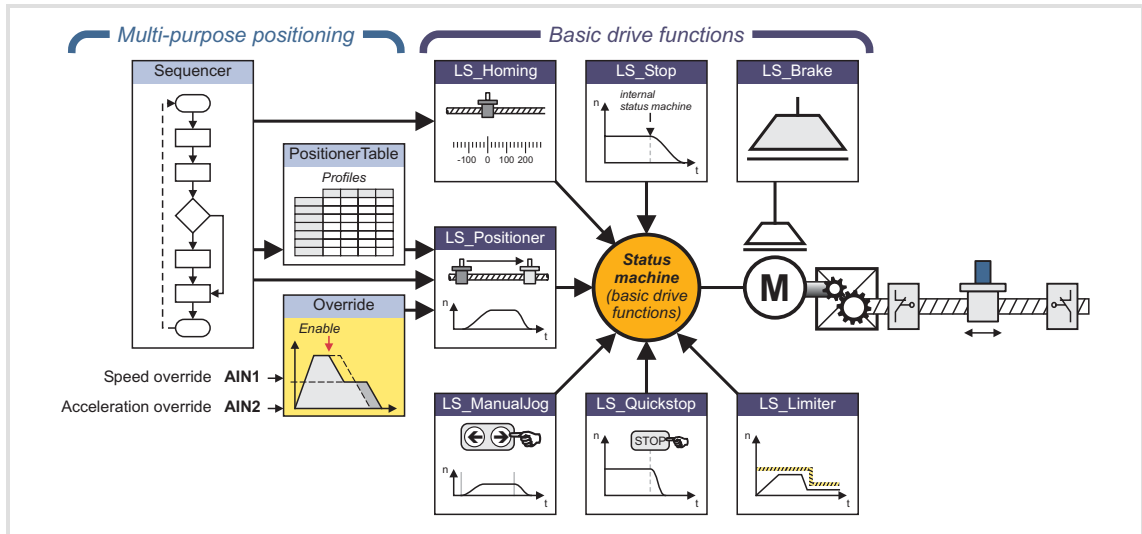 Multi-purpose positioning
Basic drive functions
Sequencer
LS_Homing
-100 0 100 200
LS_Stop
n
internal
status machine
t
LS_Brake
PositionerTable
Profiles
LS_Positioner
Override
Enable
Speed override AIN1
Acceleration override AIN2
Status
machine
(basic drive
functions)
M
LS_ManualJog
n
t
LS_Quickstop
n
STOP
t
LS_Limiter
n
t